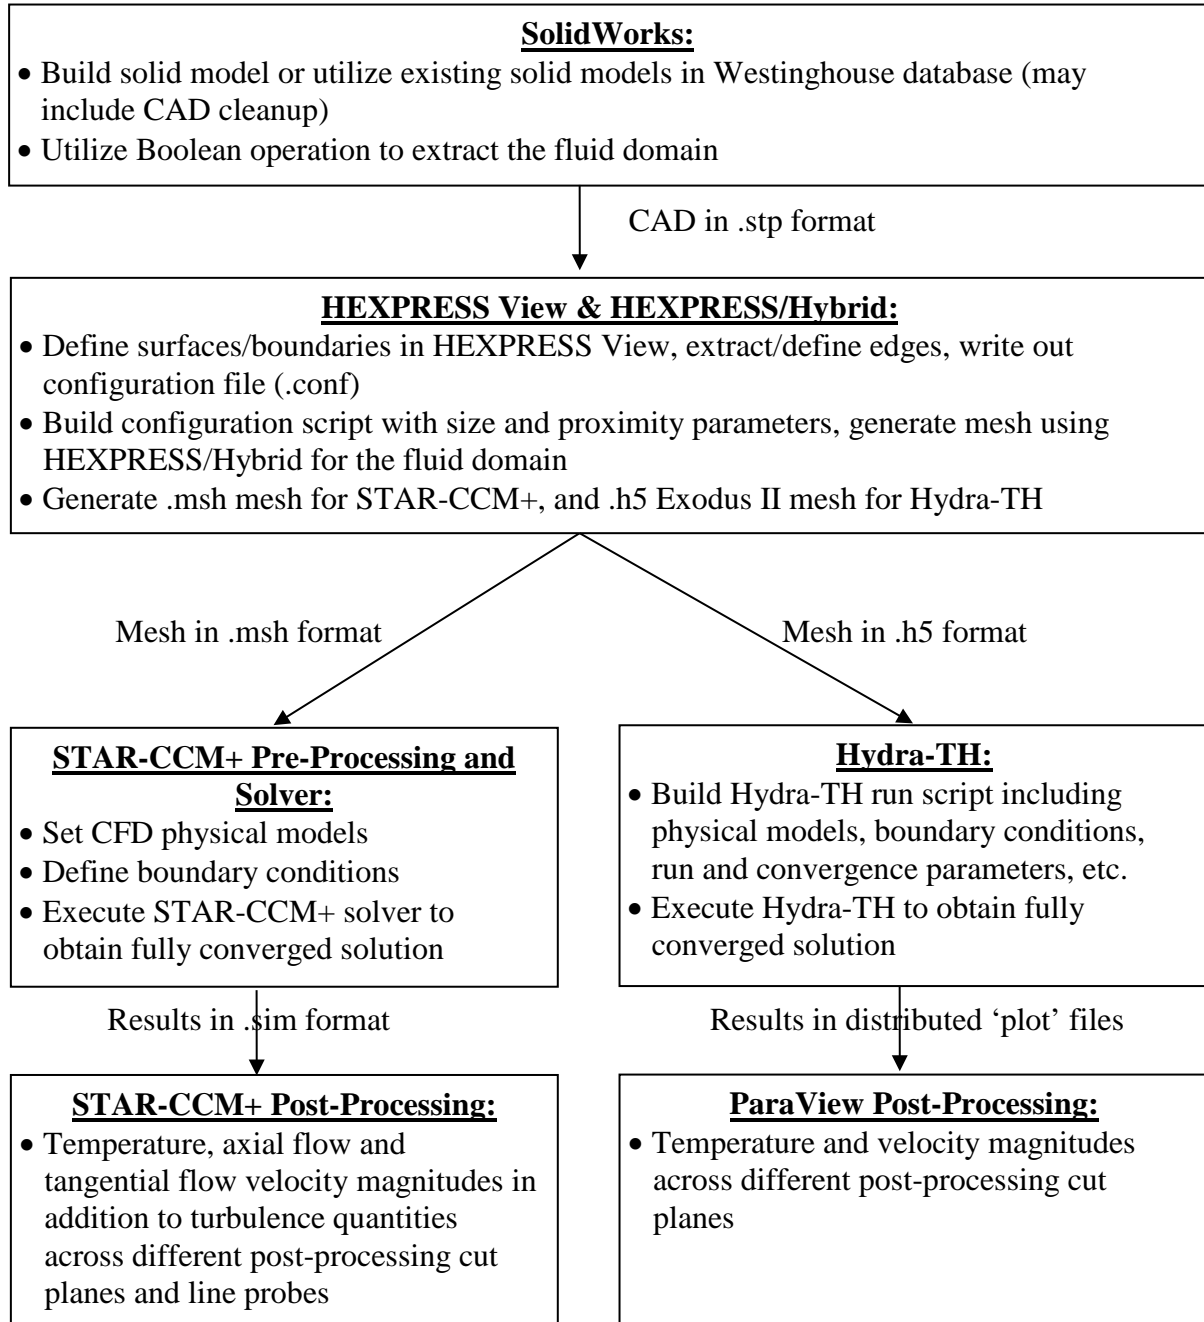 SolidWorks:
• Build solid model or utilize existing solid models in Westinghouse database (may
include CAD cleanup)
• Utilize Boolean operation to extract the fluid domain
CAD in .stp format
HEXPRESS View & HEXPRESS/Hybrid:
• Define surfaces/boundaries in HEXPRESS View, extract/define edges, write out
configuration file (.conf)
• Build configuration script with size and proximity parameters, generate mesh using
HEXPRESS/Hybrid for the fluid domain
• Generate .msh mesh for STAR-CCM+, and .h5 Exodus II mesh for Hydra-TH
Mesh in .msh format
Mesh in .h5 format
STAR-CCM+ Pre-Processing and
Solver:
• Set CFD physical models
• Define boundary conditions
• Execute STAR-CCM+ solver to
obtain fully converged solution
Hydra-TH:
• Build Hydra-TH run script including
physical models, boundary conditions,
run and convergence parameters, etc.
• Execute Hydra-TH to obtain fully
converged solution
Results in .sim format
Results in distributed ‘plot’ files
STAR-CCM+ Post-Processing:
• Temperature, axial flow and
tangential flow velocity magnitudes in
addition to turbulence quantities
across different post-processing cut
planes and line probes
ParaView Post-Processing:
• Temperature and velocity magnitudes
across different post-processing cut
planes